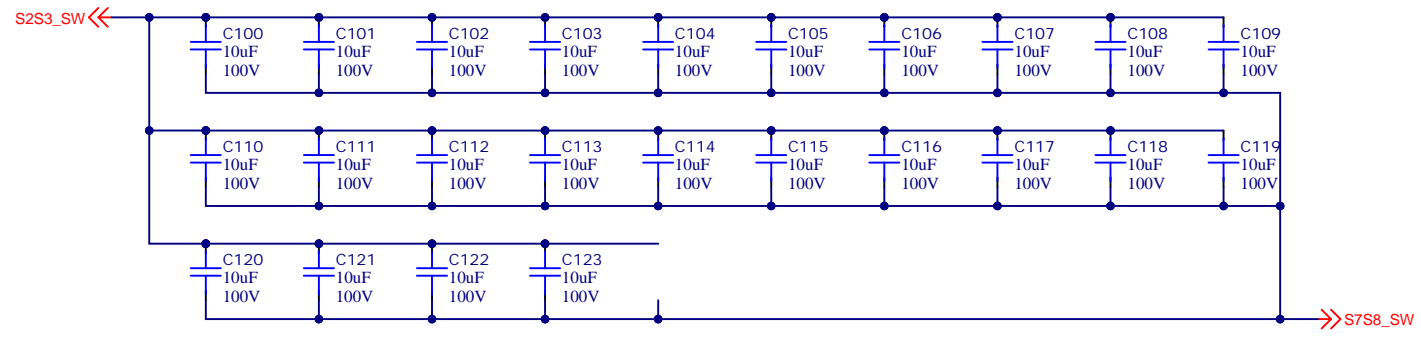 S2S3_SW
C100
10uF
100V
C101
10uF
100V
C102
10uF
100V
C103
10uF
100V
C104
10uF
100V
C105
10uF
100V
C106
10uF
100V
C107
10uF
100V
C108
10uF
100V
C109
10uF
100V
C110
10uF
100V
C111
10uF
100V
C112
10uF
100V
C113
10uF
100V
C114
10uF
100V
C115
10uF
100V
C116
10uF
100V
C117
10uF
100V
C118
10uF
100V
C119
10uF
100V
C120
10uF
100V
C121
10uF
100V
C122
10uF
100V
C123
10uF
100V
S7S8_SW